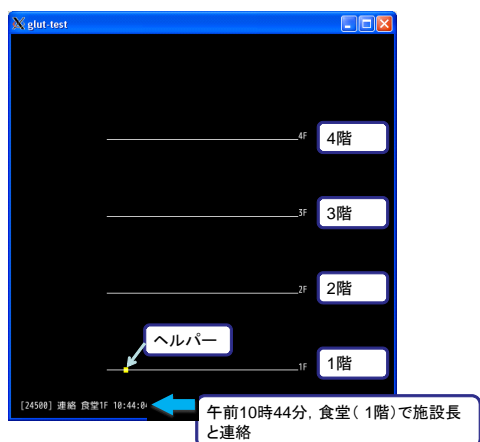 glut-test
4F
4階
3F
3階
2F
2階
ヘルパー
1F
1階
[24500] 連絡 食堂1F 10:44:04
午前10時44分, 食堂( 1階)で施設長
と連絡